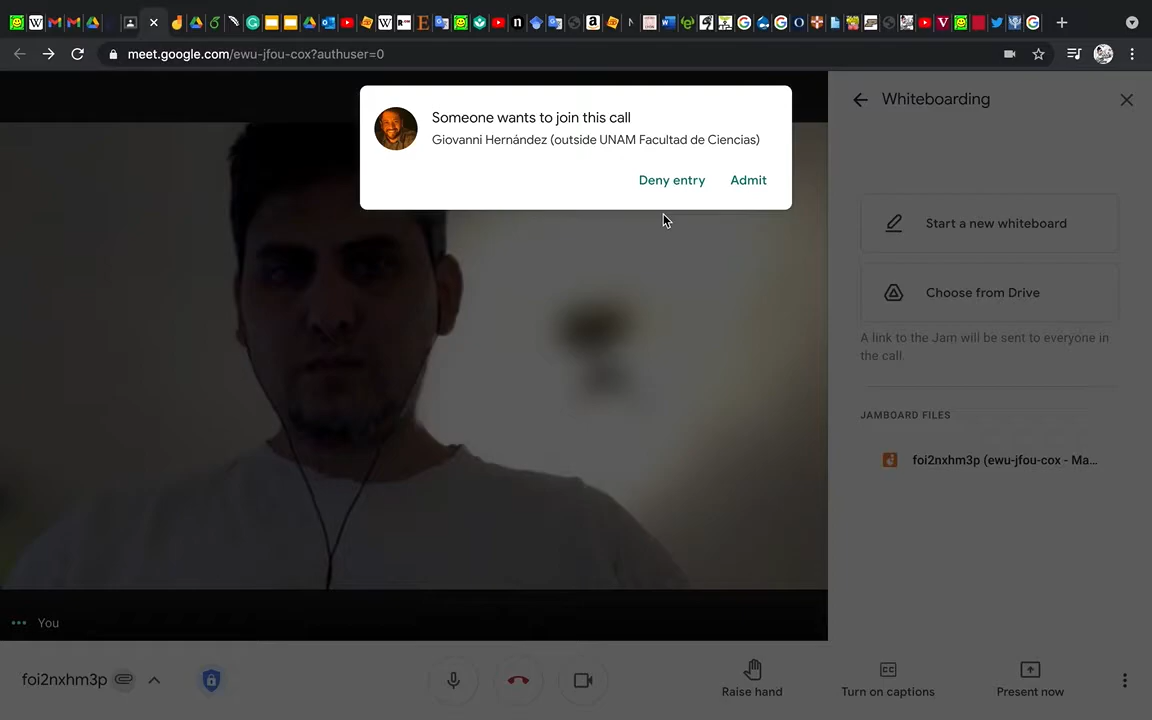 meet.google.com/ewu-jfou-cox?authuser=0
Someone wants to join this call
Giovanni Hernández (outside UNAM Facultad de Ciencias)
Deny entry
Admit
Whiteboarding
Start a new whiteboard
Choose from Drive
A link to the Jam will be sent to everyone in
the call.
JAMBOARD FILES
foi2nxhm3p (ewu-jfou-cox - Ma...
You
foi2nxhm3p
Raise hand
CC
Turn on captions
Present now